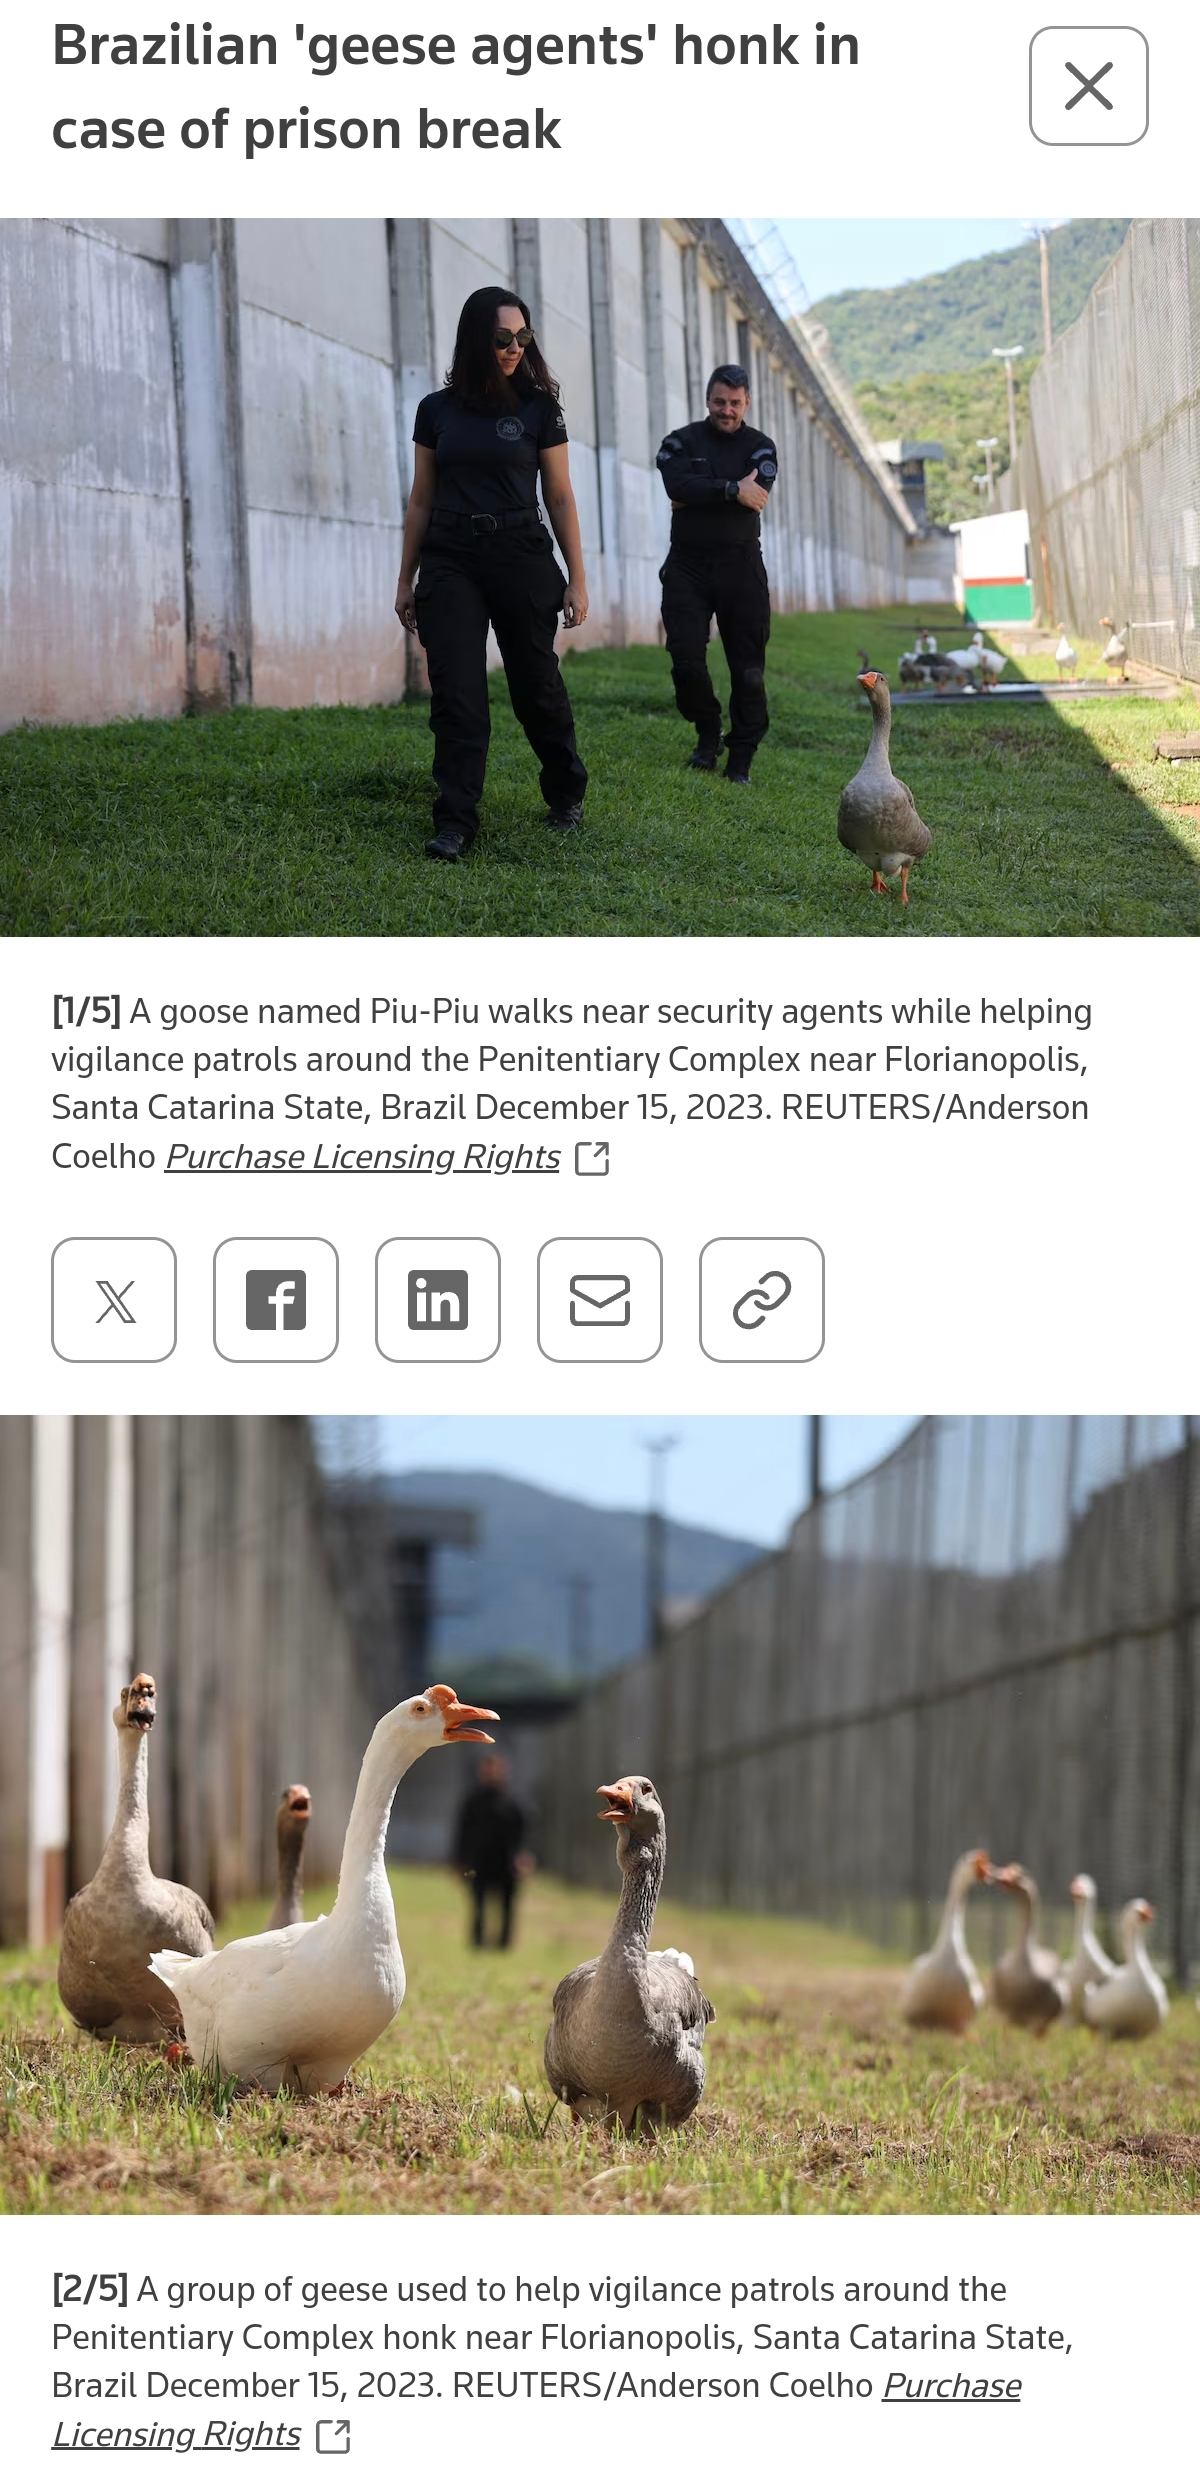 Brazilian 'geese agents' honk in
case of prison break
[1/5] A goose named Piu-Piu walks near security agents while helping
vigilance patrols around the Penitentiary Complex near Florianopolis,
Santa Catarina State, Brazil December 15, 2023. REUTERS/Anderson
Coelho Purchase Licensing Rights
[2/5] A group of geese used to help vigilance patrols around the
Penitentiary Complex honk near Florianopolis, Santa Catarina State,
Brazil December 15, 2023. REUTERS/Anderson Coelho Purchase
Licensing Rights